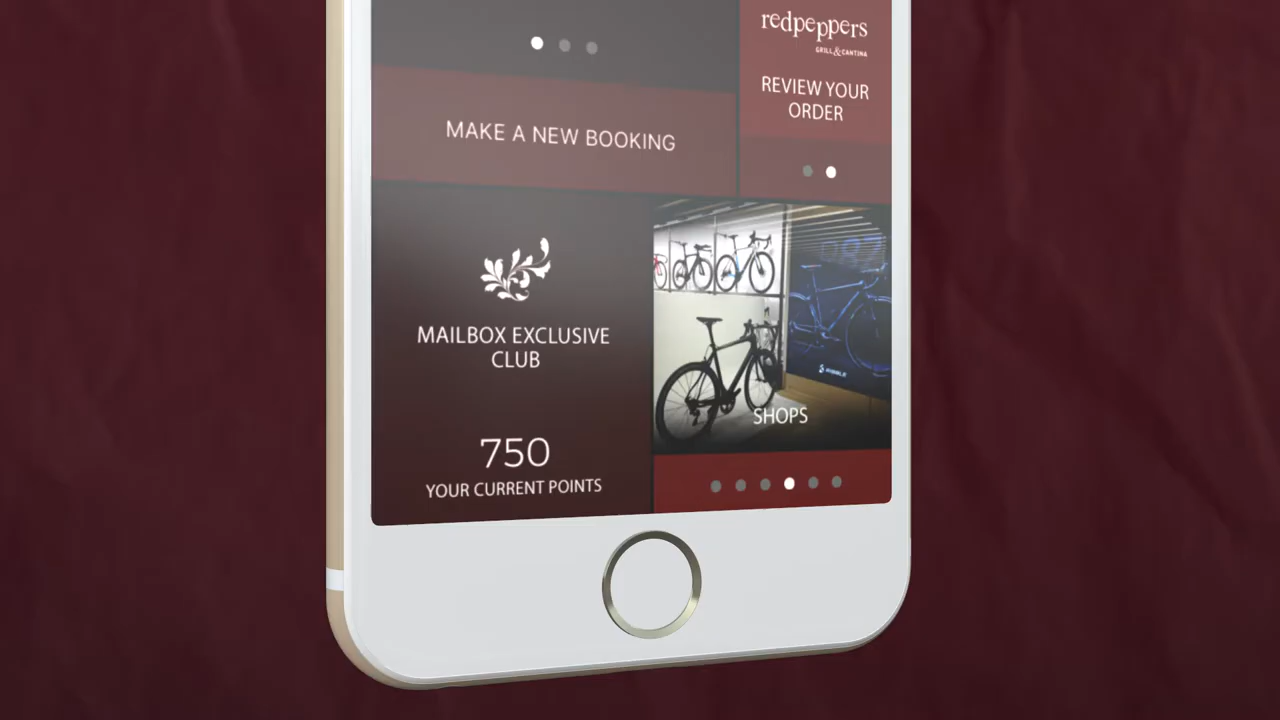 redpeppers
GRILL & CANTINA
REVIEW YOUR
ORDER
MAKE A NEW BOOKING
MAILBOX EXCLUSIVE
CLUB
750
YOUR CURRENT POINTS
SHOPS